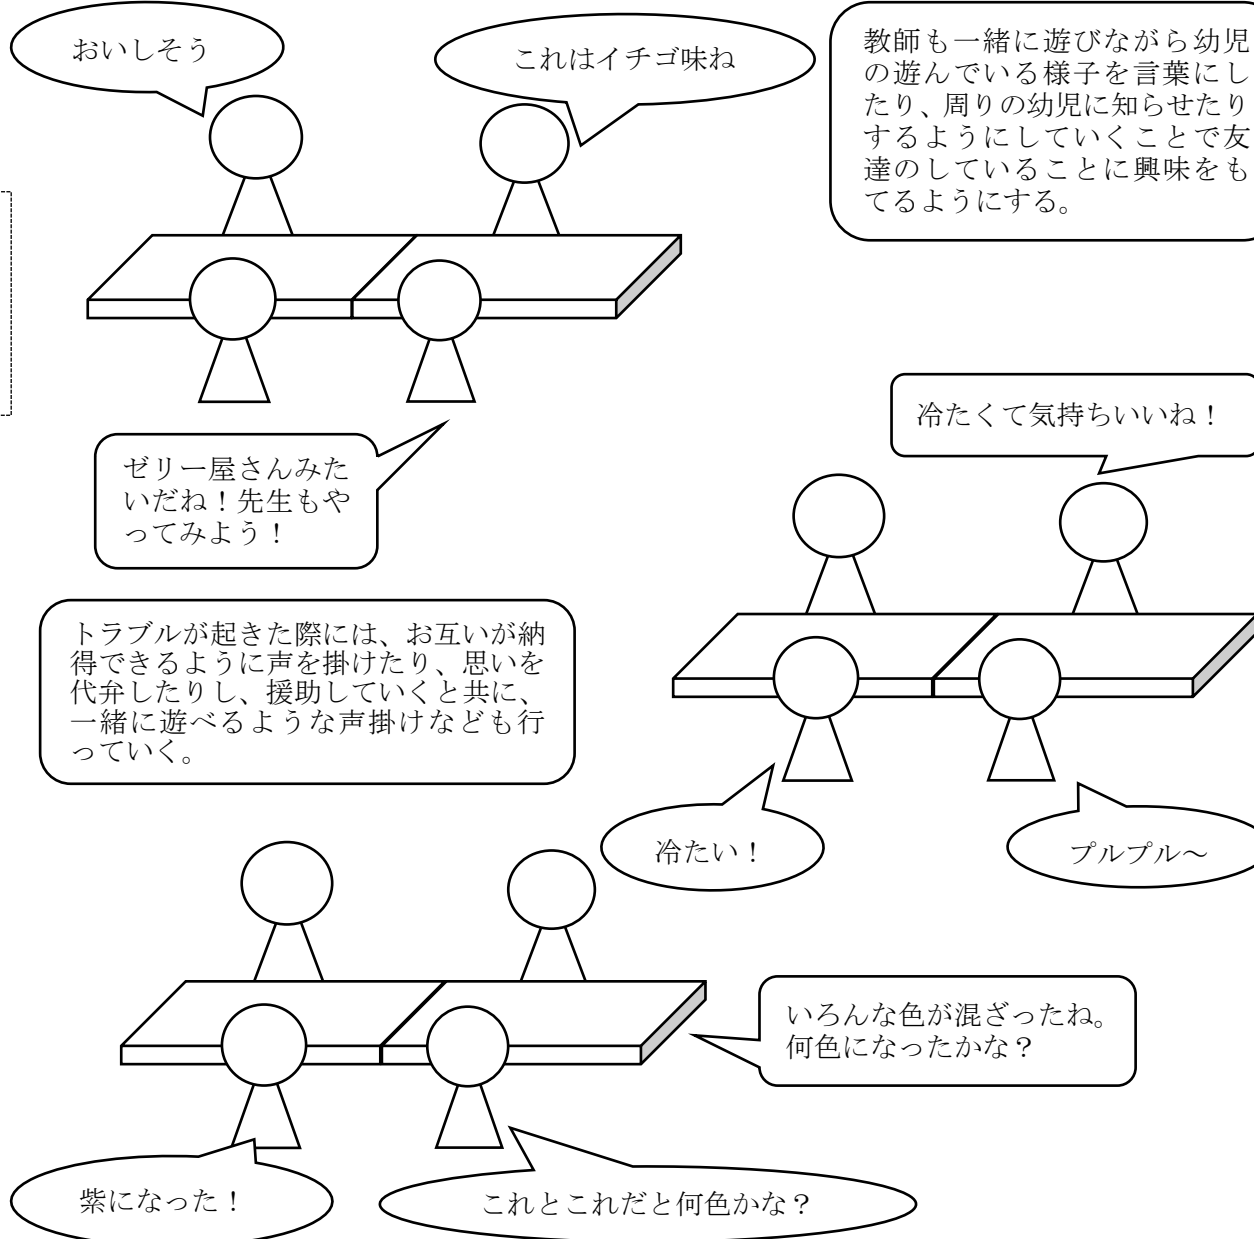 おいしそう
これはイチゴ味ね
教師も一緒に遊びながら幼児
の遊んでいる様子を言葉にし
たり、周りの幼児に知らせたり
するようにしていくことで友
達のしていることに興味をも
てるようにする。
ゼリー屋さんみた
いだね！先生もや
ってみよう！
冷たくて気持ちいいね！
トラブルが起きた際には、お互いが納
得できるように声を掛けたり、思いを
代弁したりし、援助していくと共に、
一緒に遊べるような声掛けなども行
っていく。
冷たい！
プルプル～
いろんな色が混ざったね。
何色になったかな？
紫になった！
これとこれだと何色かな？